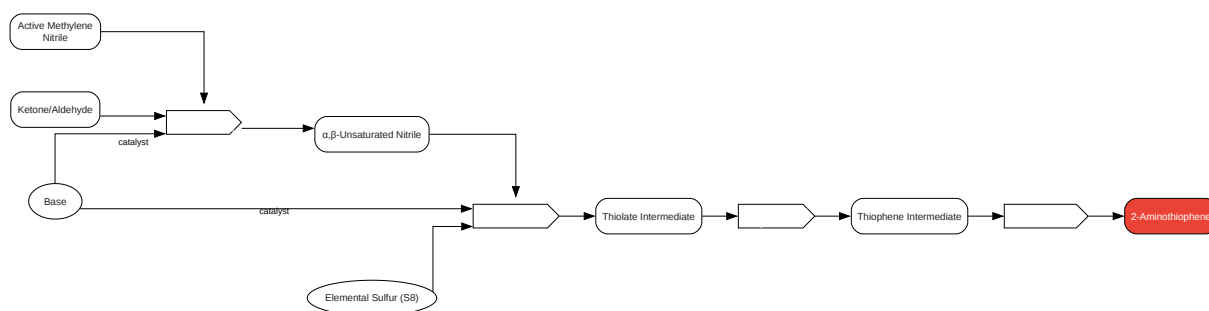 Active Methylene
Nitrile
Ketone/Aldehyde
catalyst
α,β-Unsaturated Nitrile
Base
catalyst
Thiolate Intermediate
Thiophene Intermediate
2-Aminothiophene
Elemental Sulfur (S8)